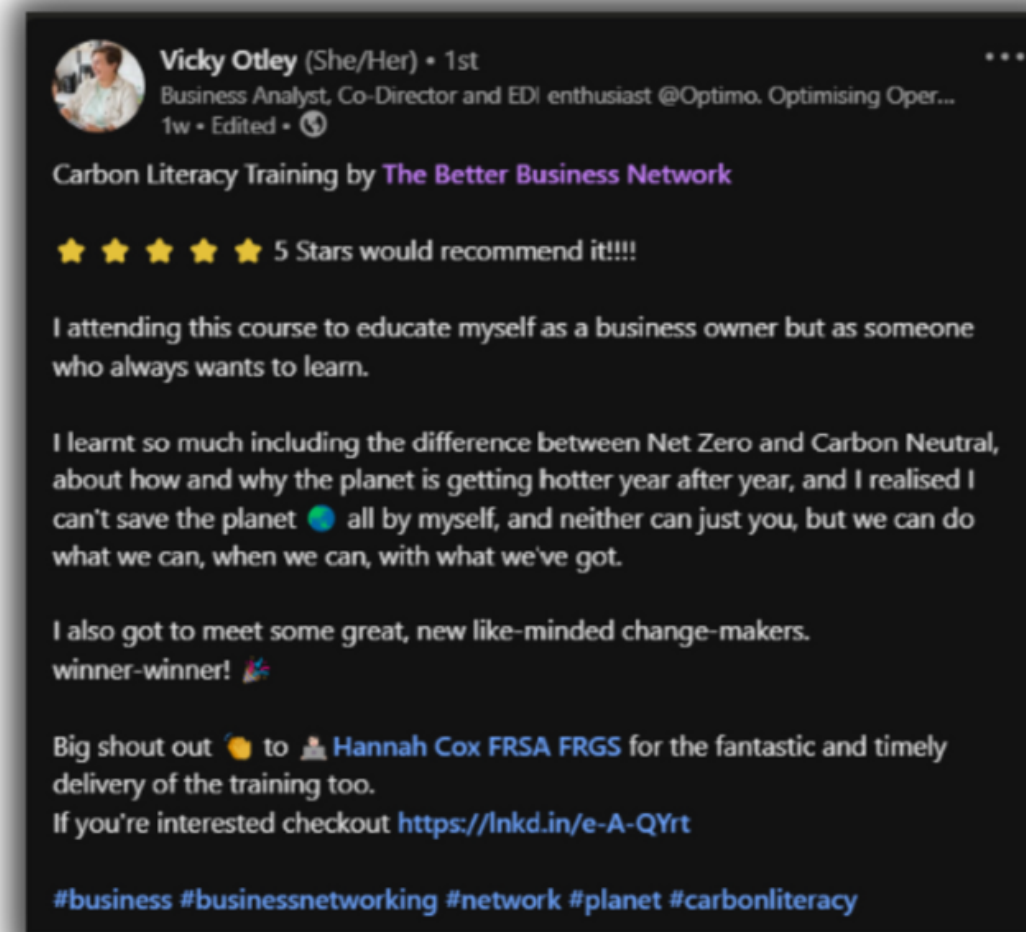 Vicky Otley (She/Her) • 1st
Business Analyst, Co-Director and EDI enthusiast @Optimo. Optimising Oper...
1w • Edited •
Carbon Literacy Training by The Better Business Network
⭐ ⭐ ⭐ ⭐ ⭐ 5 Stars would recommend it!!!!
I attending this course to educate myself as a business owner but as someone
who always wants to learn.
I learnt so much including the difference between Net Zero and Carbon Neutral,
about how and why the planet is getting hotter year after year, and I realised I
can't save the planet 🌏 all by myself, and neither can just you, but we can do
what we can, when we can, with what we've got.
I also got to meet some great, new like-minded change-makers.
winner-winner! 🎉
Big shout out 👏 to 👩🏻‍💻 Hannah Cox FRSA FRGS for the fantastic and timely
delivery of the training too.
If you're interested checkout https://lnkd.in/e-A-QYrt
#business #businessnetworking #network #planet #carbonliteracy